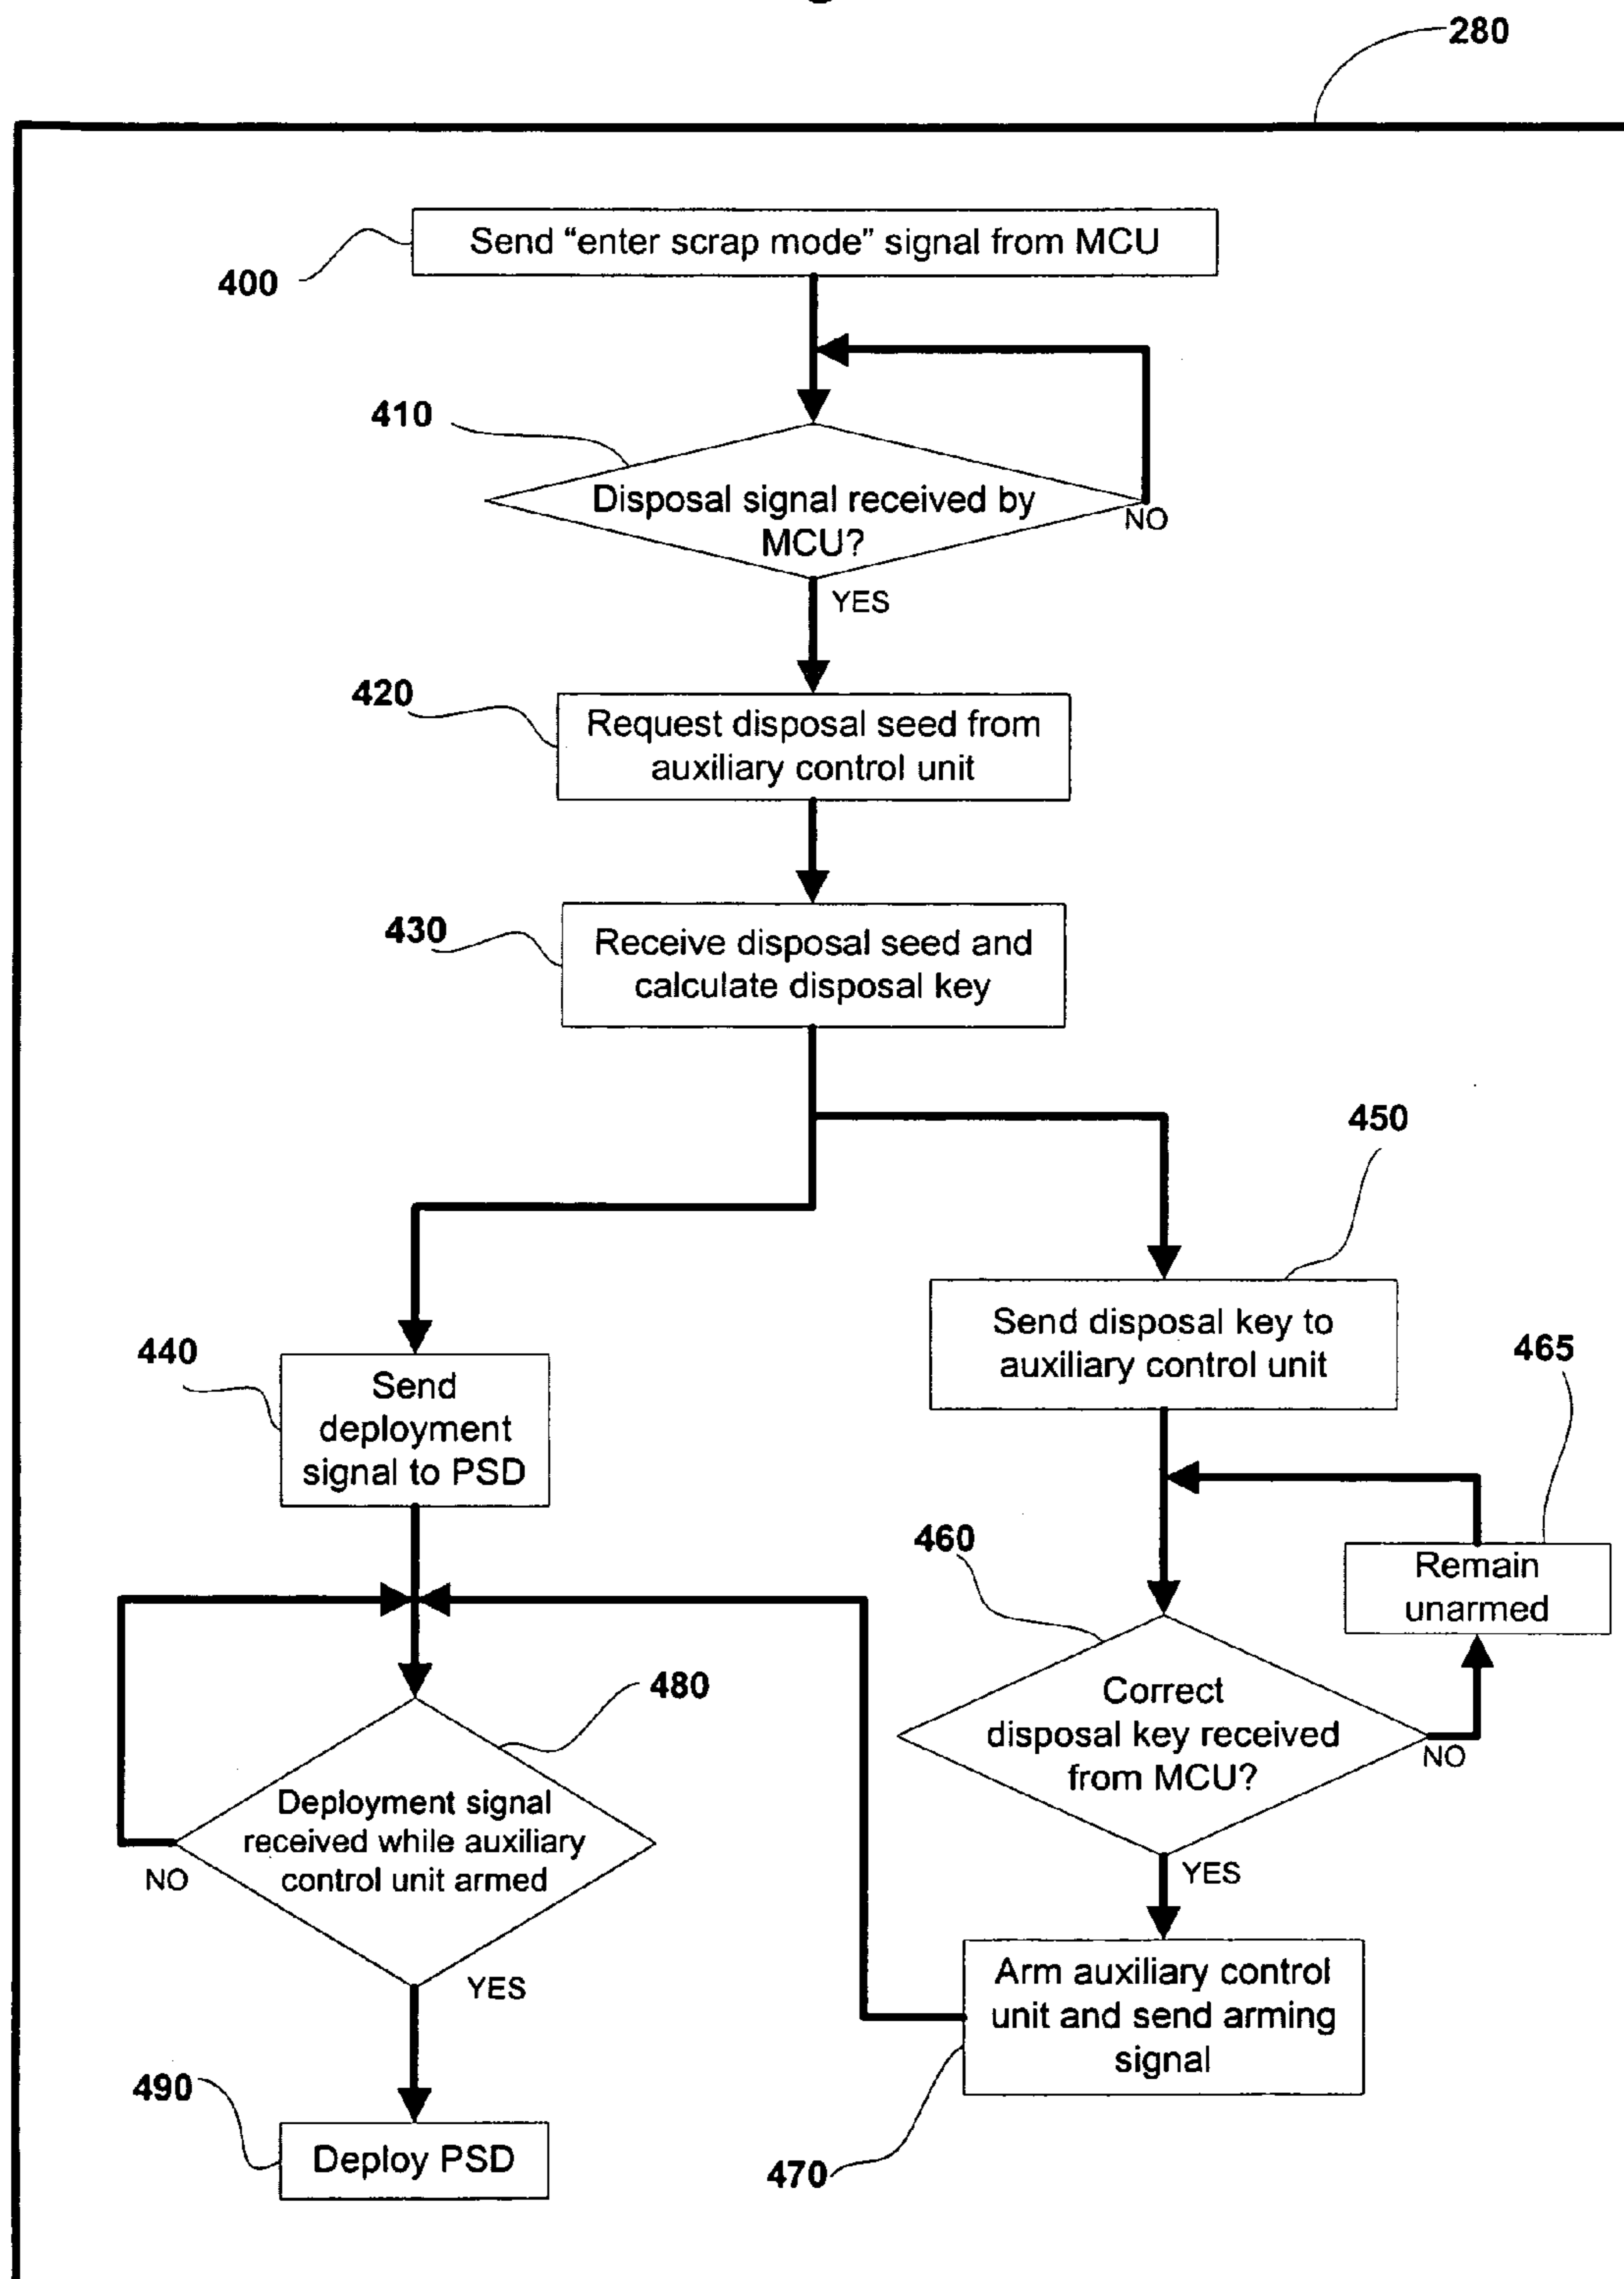 280
Send “enter scrap mode” signal from MCU
400
410
Disposal signal received by
MCU?
NO
YES
420
Request disposal seed from
auxiliary control unit
430
Receive disposal seed and
calculate disposal key
450
Send disposal key to
auxiliary control unit
440
Send
deployment
signal to PSD
465
Remain
unarmed
460
Correct
disposal key received
from MCU?
NO
YES
480
Deployment signal
received while auxiliary
control unit armed
NO
YES
Arm auxiliary control
unit and send arming
signal
470
490
Deploy PSD